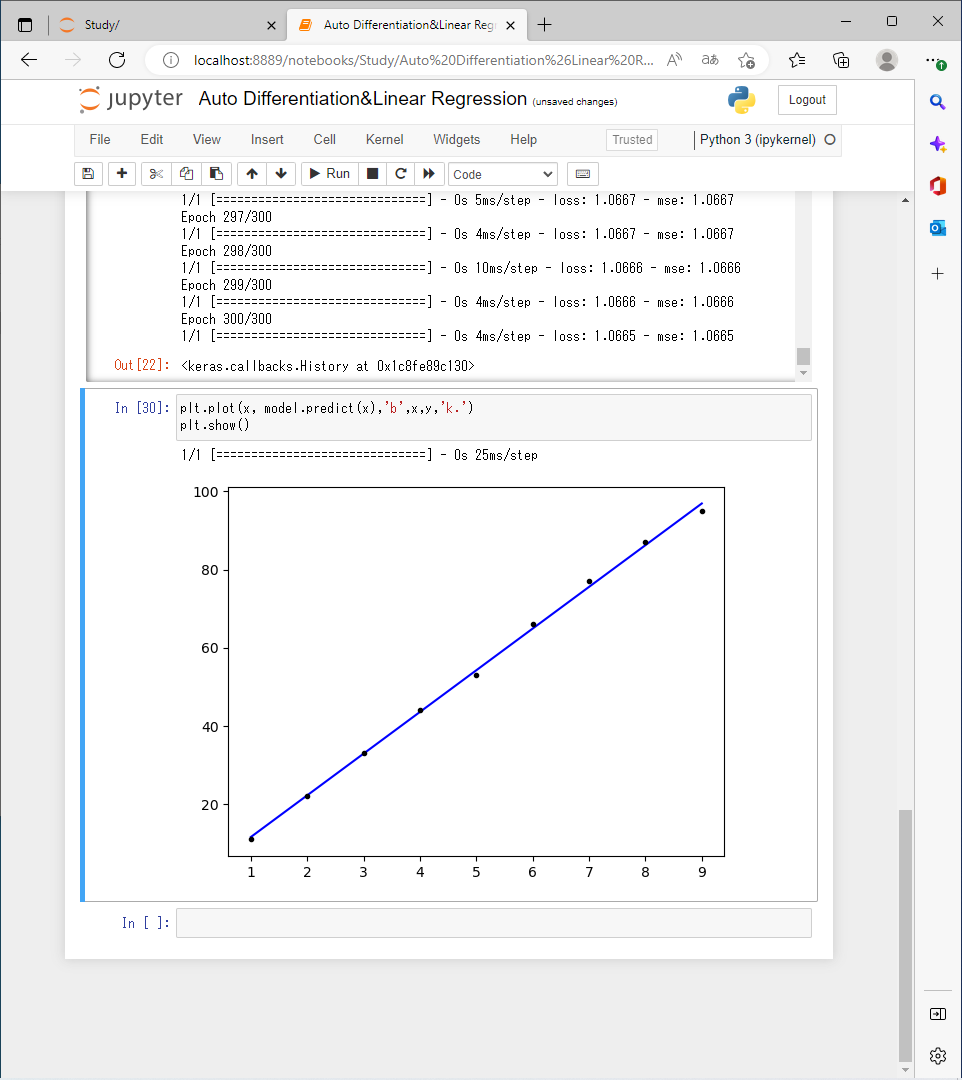 Study/
Auto Differentiation&Linear Reg
localhost:8889/notebooks/Study/Auto%20Differentiation%26Linear%20R...
jupyter Auto Differentiation&Linear Regression (unsaved changes)
Logout
File Edit View Insert Cell Kernel Widgets Help Trusted Python 3 (ipykernel)
Run Code
1/1 [==============================] - 0s 5ms/step - loss: 1.0667 - mse: 1.0667
Epoch 297/300
1/1 [==============================] - 0s 4ms/step - loss: 1.0667 - mse: 1.0667
Epoch 298/300
1/1 [==============================] - 0s 10ms/step - loss: 1.0666 - mse: 1.0666
Epoch 299/300
1/1 [==============================] - 0s 4ms/step - loss: 1.0666 - mse: 1.0666
Epoch 300/300
1/1 [==============================] - 0s 4ms/step - loss: 1.0665 - mse: 1.0665
Out[22]: <keras.callbacks.History at 0x1c8fe89c130>
In [30]: plt.plot(x, model.predict(x),'b',x,y,'k.')
plt.show()
1/1 [==============================] - 0s 25ms/step
100
80
60
40
20
1 2 3 4 5 6 7 8 9
In [ ]: